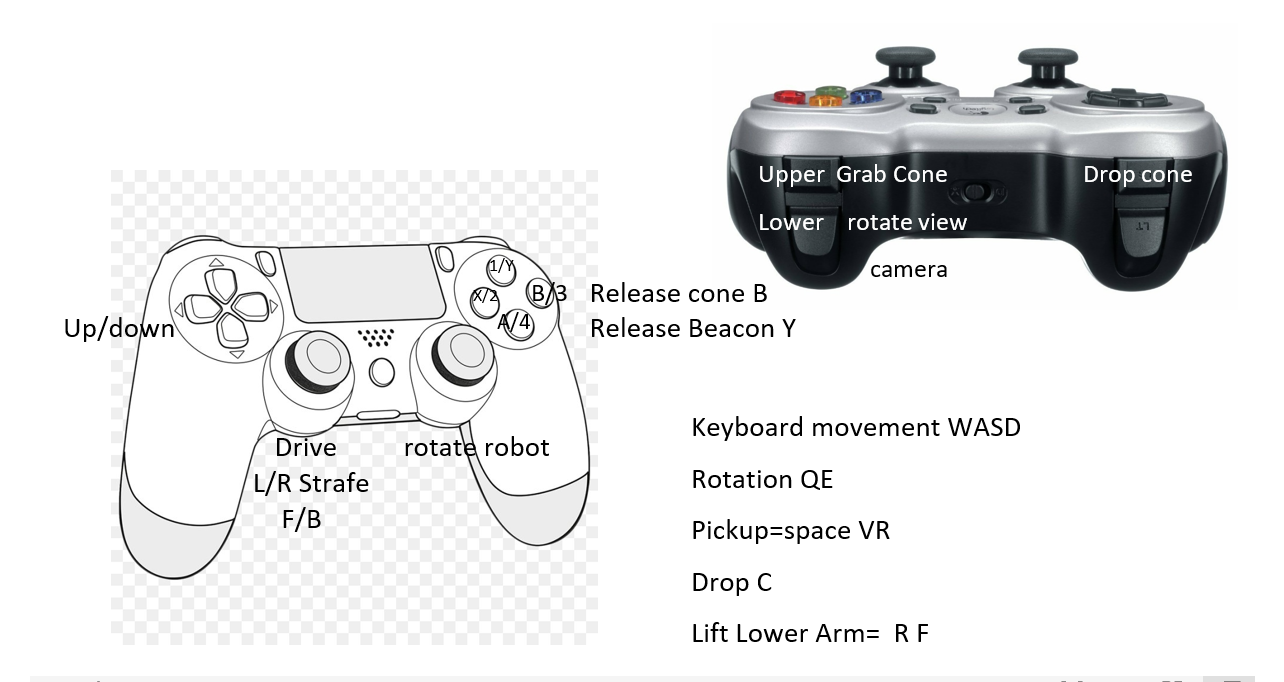 Upper Grab Cone
Drop cone
Lower rotate view
camera
LT
1/Y
X/2
B/3
A/4
Release cone B
Up/down
Release Beacon Y
Drive
rotate robot
L/R Strafe
F/B
Keyboard movement WASD
Rotation QE
Pickup=space VR
Drop C
Lift Lower Arm= R F